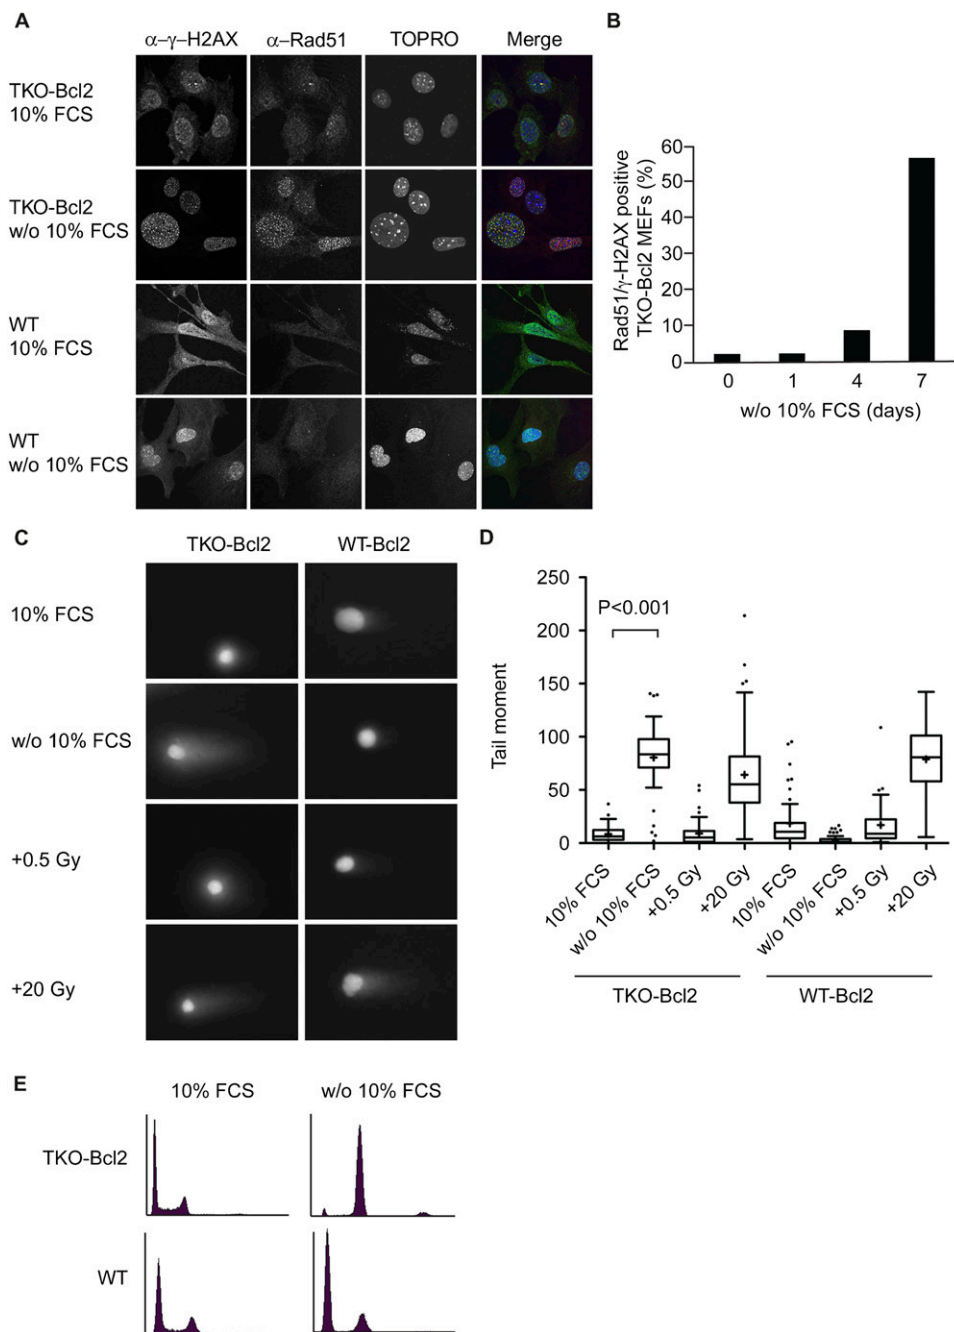 A
α–γ–H2AX α–Rad51 TOPRO Merge
TKO-Bcl2
10% FCS
TKO-Bcl2
w/o 10% FCS
WT
10% FCS
WT
w/o 10% FCS
B
Rad51/γ-H2AX positive
TKO-Bcl2 MEFs (%)
60
50
40
30
20
10
0
0 1 4 7
w/o 10% FCS (days)
C
TKO-Bcl2 WT-Bcl2
10% FCS
w/o 10% FCS
+0.5 Gy
+20 Gy
D
Tail moment
250
200
150
100
50
0
P<0.001
10% FCS
w/o 10% FCS
+0.5 Gy
+20 Gy
10% FCS
w/o 10% FCS
+0.5 Gy
+20 Gy
TKO-Bcl2 WT-Bcl2
E
10% FCS w/o 10% FCS
TKO-Bcl2
WT